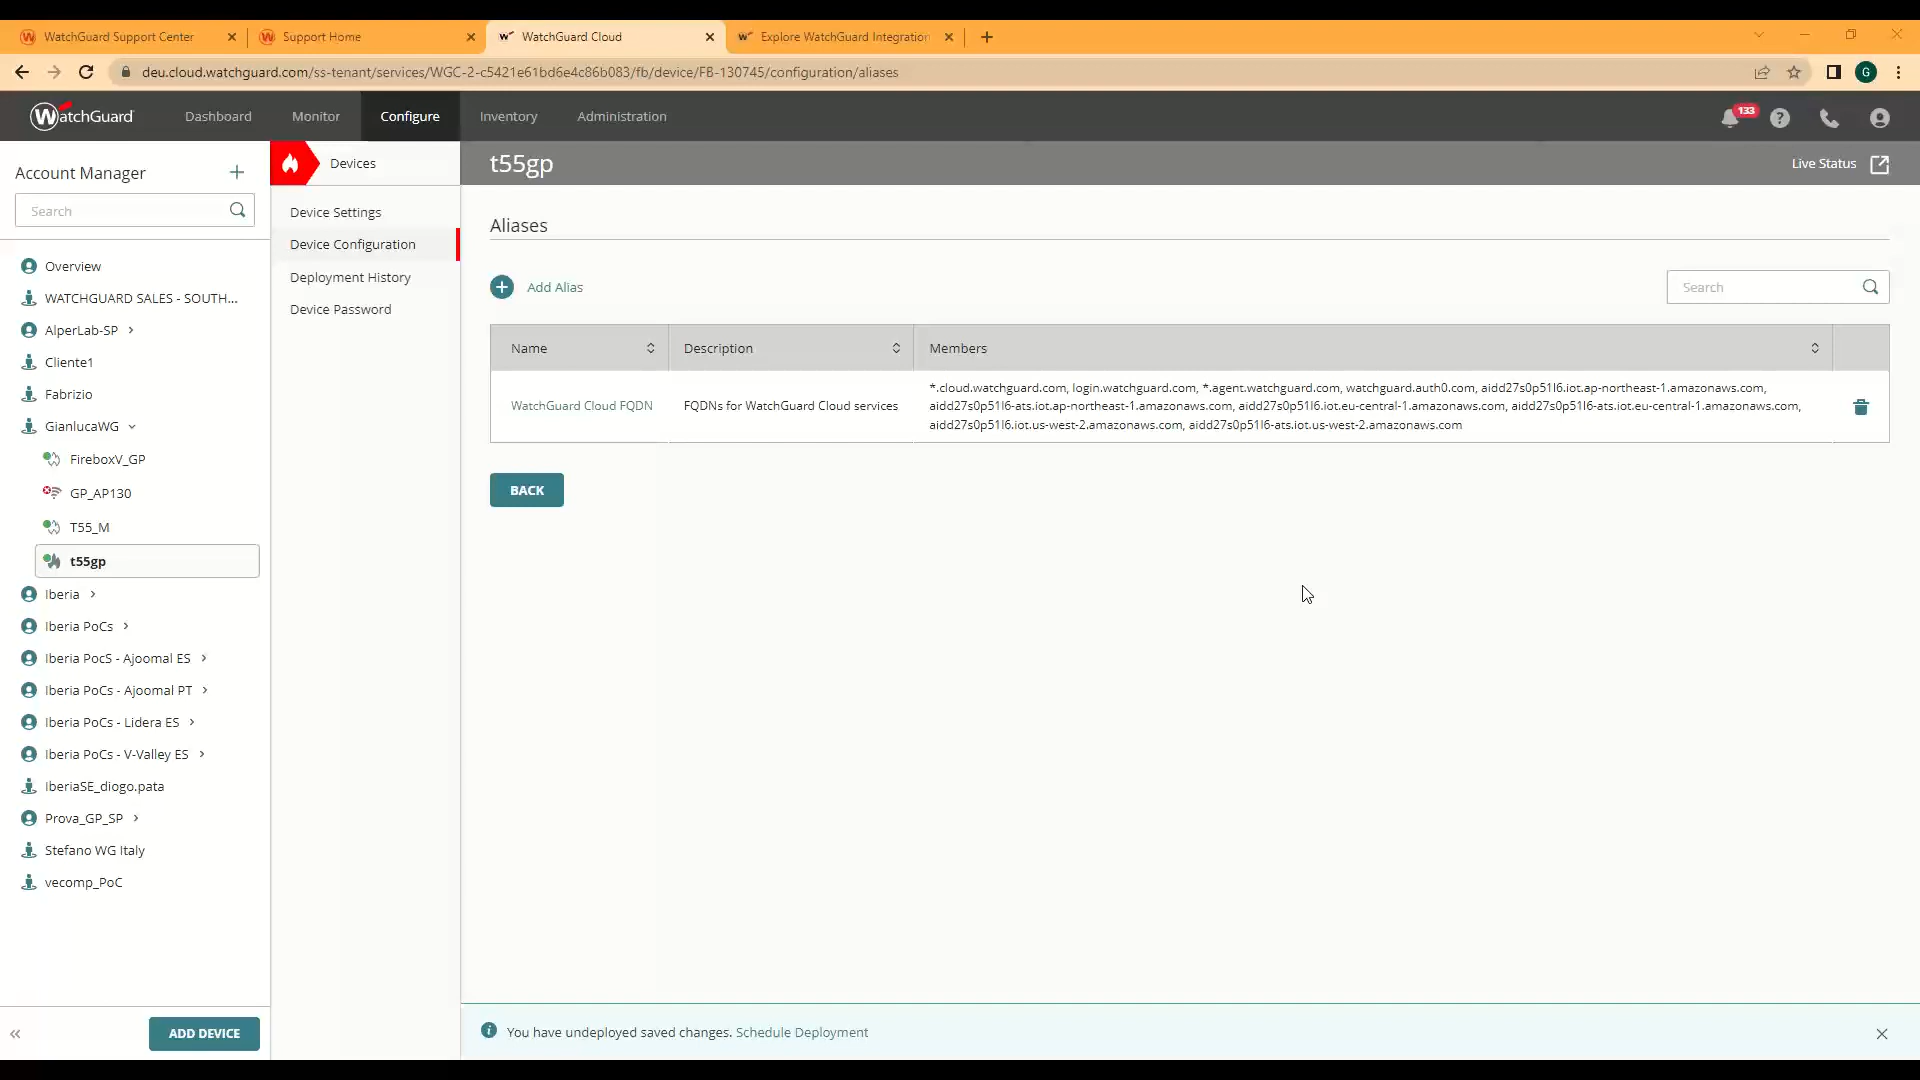 WatchGuard Support Center
Support Home
WatchGuard Cloud
Explore WatchGuard Integration
deu.cloud.watchguard.com/ss-tenant/services/WGC-2-c5421e61bd6e4c86b083/fb/device/FB-130745/configuration/aliases
G
WatchGuard
Dashboard
Monitor
Configure
Inventory
Administration
133
Account Manager
Search
Overview
WATCHGUARD SALES - SOUTH...
AlperLab-SP
Cliente1
Fabrizio
GianlucaWG
FireboxV_GP
GP_AP130
T55_M
t55gp
Iberia
Iberia PoCs
Iberia PocS - Ajoomal ES
Iberia PoCs - Ajoomal PT
Iberia PoCs - Lidera ES
Iberia PoCs - V-Valley ES
IberiaSE_diogo.pata
Prova_GP_SP
Stefano WG Italy
vecomp_PoC
ADD DEVICE
Devices
Device Settings
Device Configuration
Deployment History
Device Password
t55gp
Live Status
Aliases
Add Alias
Search
Name
Description
Members
WatchGuard Cloud FQDN
FQDNs for WatchGuard Cloud services
*.cloud.watchguard.com, login.watchguard.com, *.agent.watchguard.com, watchguard.auth0.com, aidd27s0p51l6.iot.ap-northeast-1.amazonaws.com,
aidd27s0p51l6-ats.iot.ap-northeast-1.amazonaws.com, aidd27s0p51l6.iot.eu-central-1.amazonaws.com, aidd27s0p51l6-ats.iot.eu-central-1.amazonaws.com,
aidd27s0p51l6.iot.us-west-2.amazonaws.com, aidd27s0p51l6-ats.iot.us-west-2.amazonaws.com
BACK
You have undeployed saved changes. Schedule Deployment